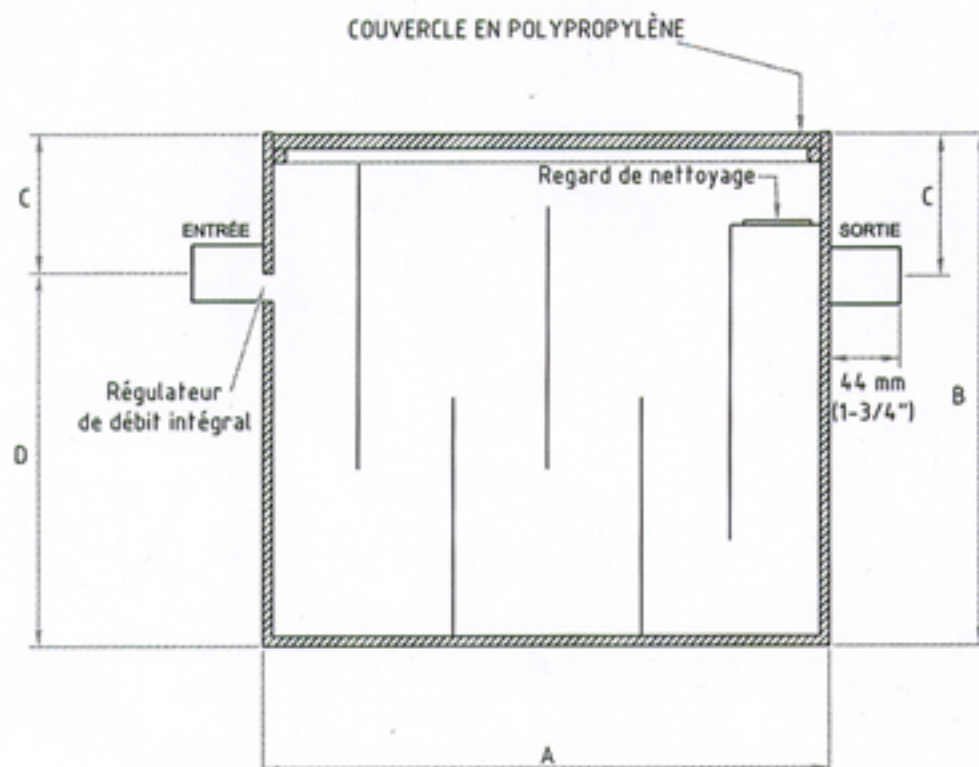 COUVERCLE EN POLYPROPYLÈNE
C
Regard de nettoyage
C
ENTRÉE
SORTIE
Régulateur
de débit intégral
44 mm
(1-3/4")
B
D
A